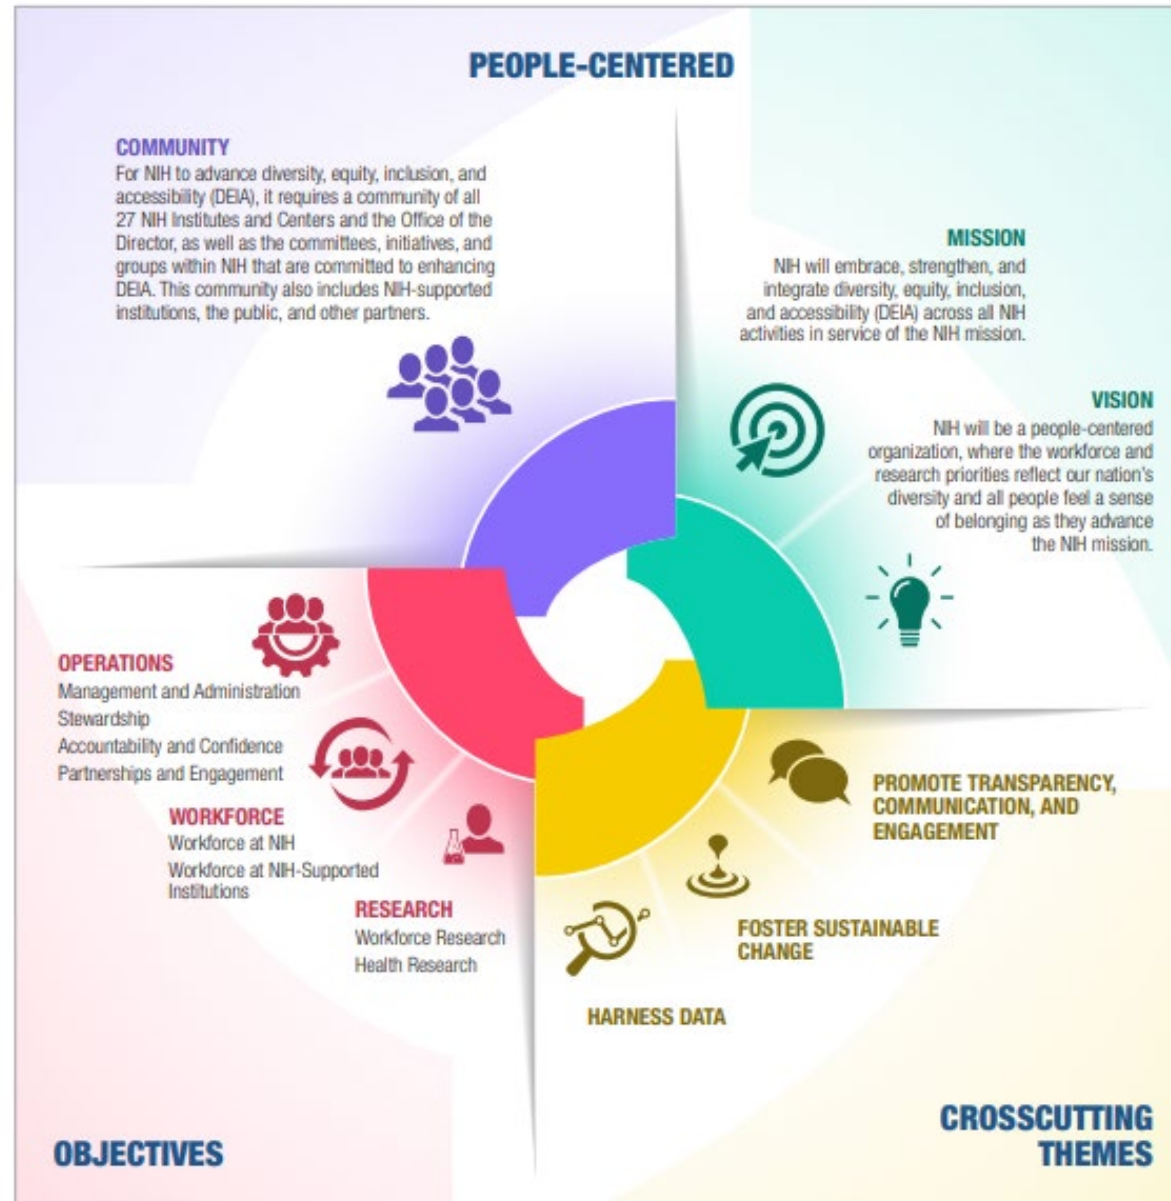 PEOPLE-CENTERED
COMMUNITY
For NIH to advance diversity, equity, inclusion, and
accessibility (DEIA), it requires a community of all
27 NIH Institutes and Centers and the Office of the
Director, as well as the committees, initiatives, and
groups within NIH that are committed to enhancing
DEIA. This community also includes NIH-supported
institutions, the public, and other partners.
MISSION
NIH will embrace, strengthen, and
integrate diversity, equity, inclusion,
and accessibility (DEIA) across all NIH
activities in service of the NIH mission.
VISION
NIH will be a people-centered
organization, where the workforce and
research priorities reflect our nation's
diversity and all people feel a sense
of belonging as they advance
the NIH mission.
OPERATIONS
Management and Administration
Stewardship
Accountability and Confidence
Partnerships and Engagement
WORKFORCE
Workforce at NIH
Workforce at NIH-Supported
Institutions
RESEARCH
Workforce Research
Health Research
PROMOTE TRANSPARENCY,
COMMUNICATION, AND
ENGAGEMENT
FOSTER SUSTAINABLE
CHANGE
HARNESS DATA
OBJECTIVES
CROSSCUTTING
THEMES